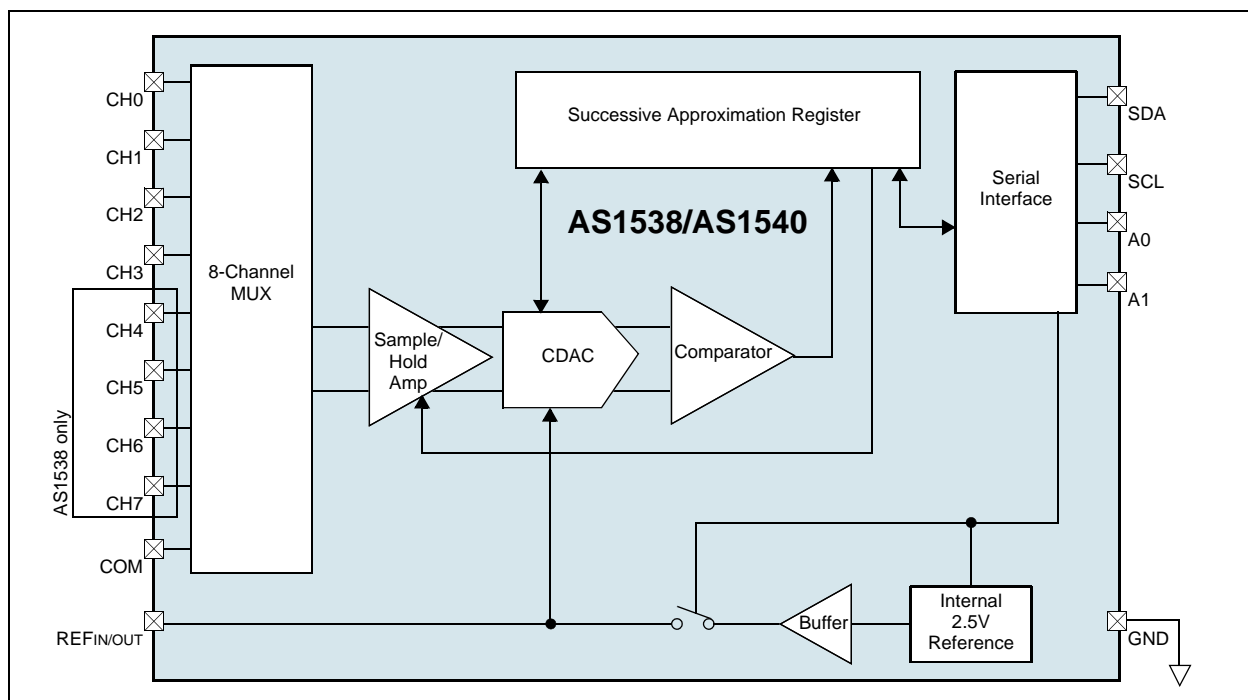 CH0
CH1
CH2
CH3
CH4
CH5
CH6
CH7
COM
REFIN/OUT
AS1538 only
8-Channel
MUX
Sample/
Hold
Amp
CDAC
Comparator
Successive Approximation Register
AS1538/AS1540
Serial
Interface
SDA
SCL
A0
A1
Buffer
Internal
2.5V
Reference
GND